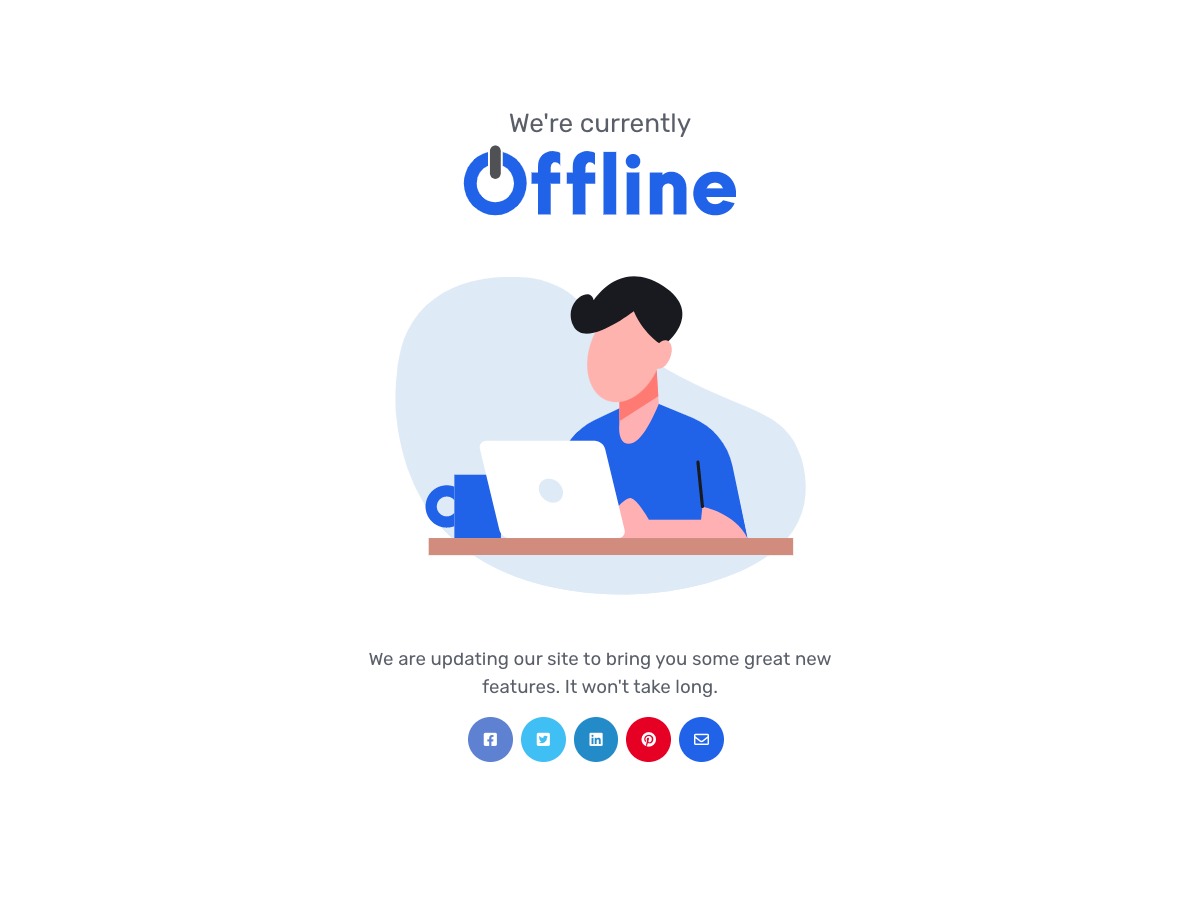 We're currently
Offline
We are updating our site to bring you some great new
features. It won't take long.